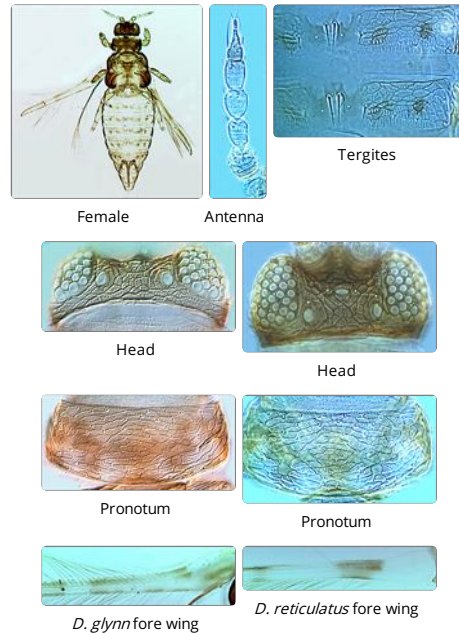 Female
Antenna
Tergites
Head
Head
Pronotum
Pronotum
D. glynn fore wing
D. reticulatus fore wing